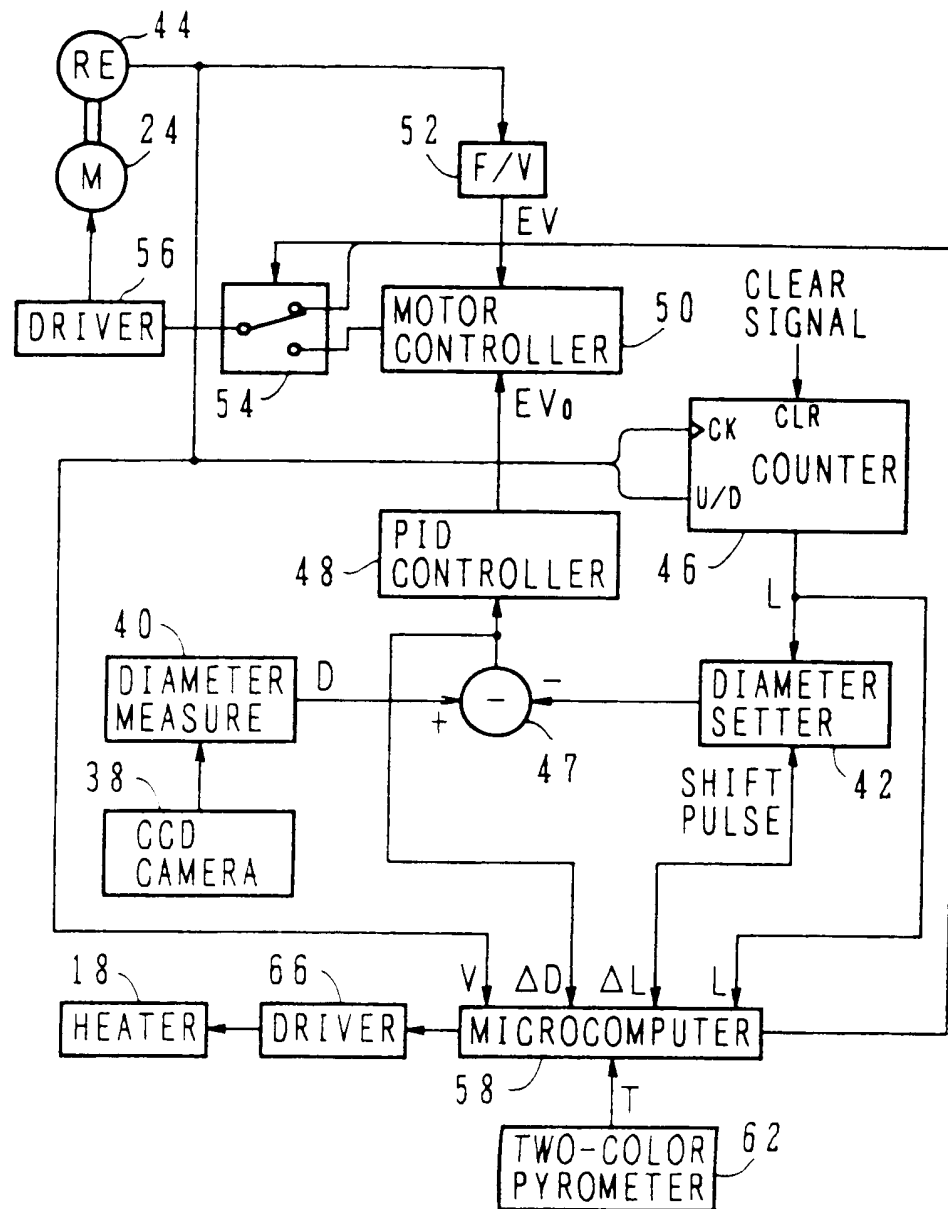 44
RE
24
M
52
F/V
EV
56
DRIVER
54
MOTOR
CONTROLLER
50
CLEAR
SIGNAL
EV0
CLR
CK
COUNTER
U/D
46
PID
CONTROLLER
48
L
40
DIAMETER
MEASURE
D
+
-
-
47
DIAMETER
SETTER
42
SHIFT
PULSE
38
CCD
CAMERA
18
HEATER
66
DRIVER
V
ΔD
ΔL
L
MICROCOMPUTER
58
T
62
TWO-COLOR
PYROMETER